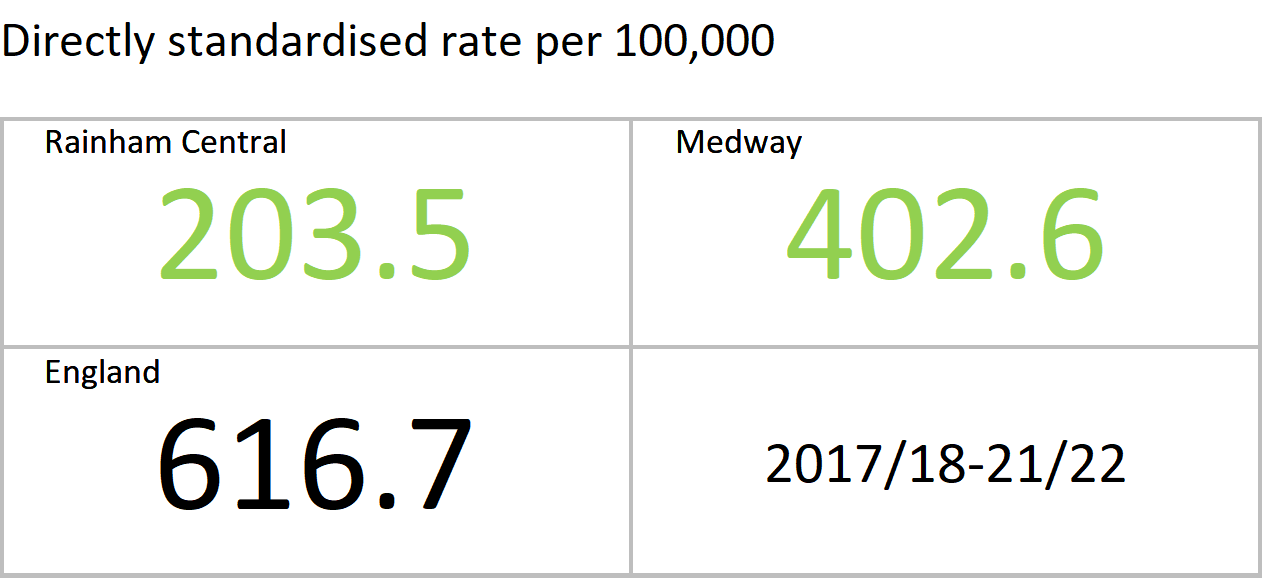 Directly standardised rate per 100,000
Rainham Central
203.5
Medway
402.6
England
616.7
2017/18-21/22